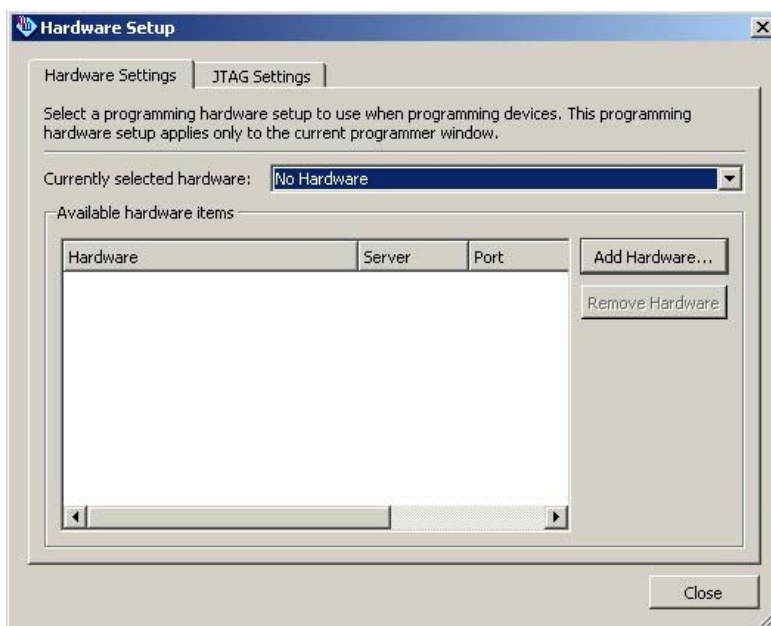 Hardware Setup
Hardware Settings
JTAG Settings
Select a programming hardware setup to use when programming devices. This programming
hardware setup applies only to the current programmer window.
Currently selected hardware:
No Hardware
Available hardware items
Hardware
Server
Port
Add Hardware...
Remove Hardware
Close